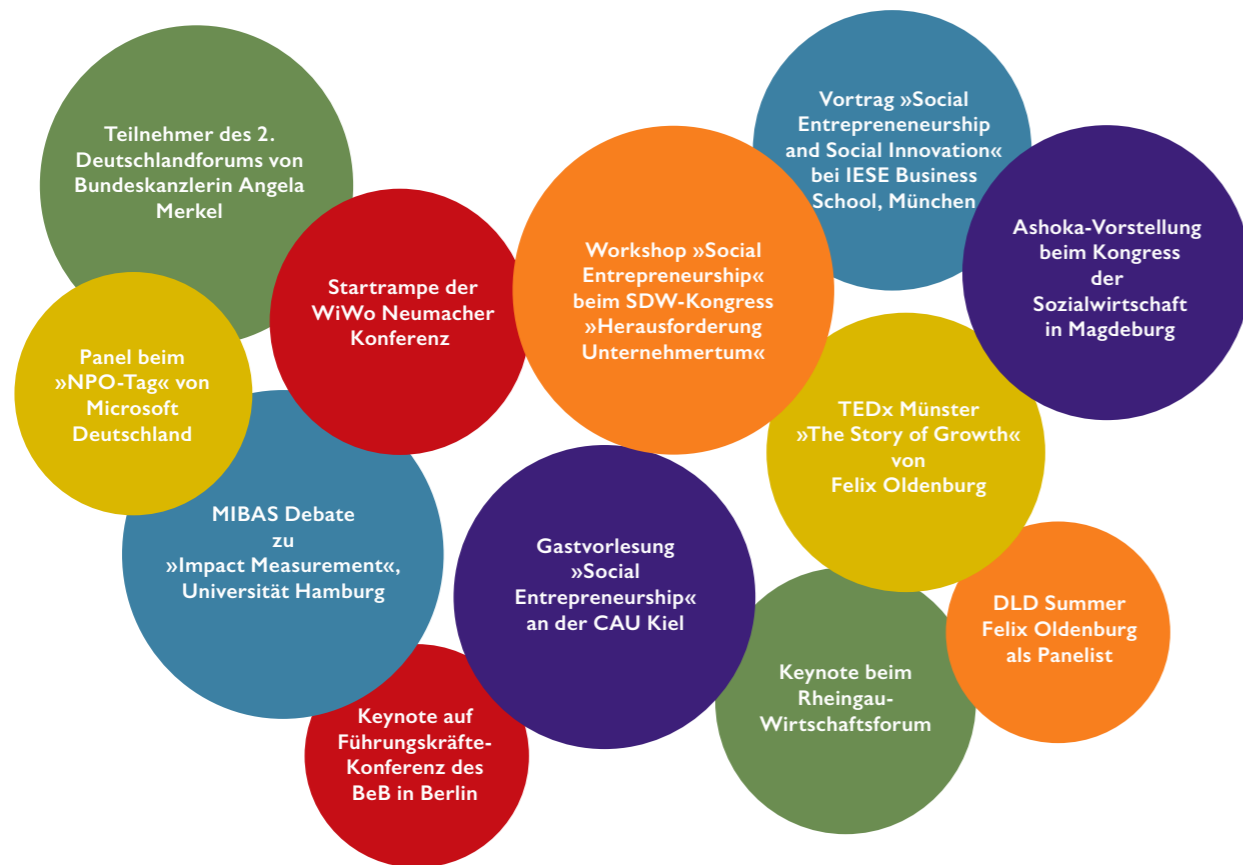 Teilnehmer des 2.
Deutschlandforums von
Bundeskanzlerin Angela
Merkel
Startrampe der
WiWo Neumacher
Konferenz
Workshop »Social
Entrepreneurship«
beim SDW-Kongress
»Herausforderung
Unternehmertum«
Vortrag »Social
Entrepreneneurship
and Social Innovation«
bei IESE Business
School, München
Ashoka-Vorstellung
beim Kongress
der
Sozialwirtschaft
in Magdeburg
Panel beim
»NPO-Tag« von
Microsoft
Deutschland
TEDx Münster
»The Story of Growth«
von
Felix Oldenburg
MIBAS Debate
zu
»Impact Measurement«,
Universität Hamburg
Gastvorlesung
»Social
Entrepreneurship«
an der CAU Kiel
DLD Summer
Felix Oldenburg
als Panelist
Keynote beim
Rheingau-
Wirtschaftsforum
Keynote auf
Führungskräfte-
Konferenz des
BeB in Berlin